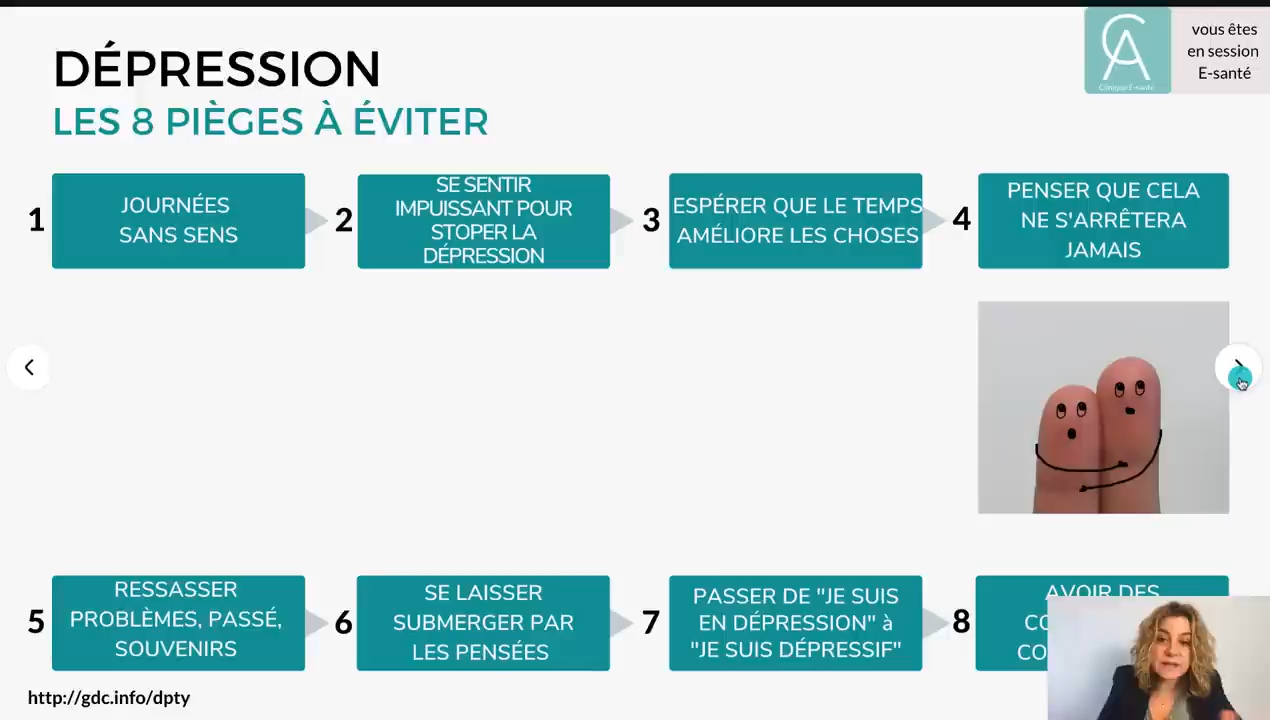 DÉPRESSION
LES 8 PIÈGES À ÉVITER
vous êtes
en session
E-santé
CA
Clinique E-santé
1
JOURNÉES
SANS SENS
2
SE SENTIR
IMPUISSANT POUR
STOPER LA
DÉPRESSION
3
ESPÉRER QUE LE TEMPS
AMÉLIORE LES CHOSES
4
PENSER QUE CELA
NE S'ARRÊTERA
JAMAIS
5
RESSASSER
PROBLÈMES, PASSÉ,
SOUVENIRS
6
SE LAISSER
SUBMERGER PAR
LES PENSÉES
7
PASSER DE "JE SUIS
EN DÉPRESSION" à
"JE SUIS DÉPRESSIF"
8
AVOIR DES
http://gdc.info/dpty